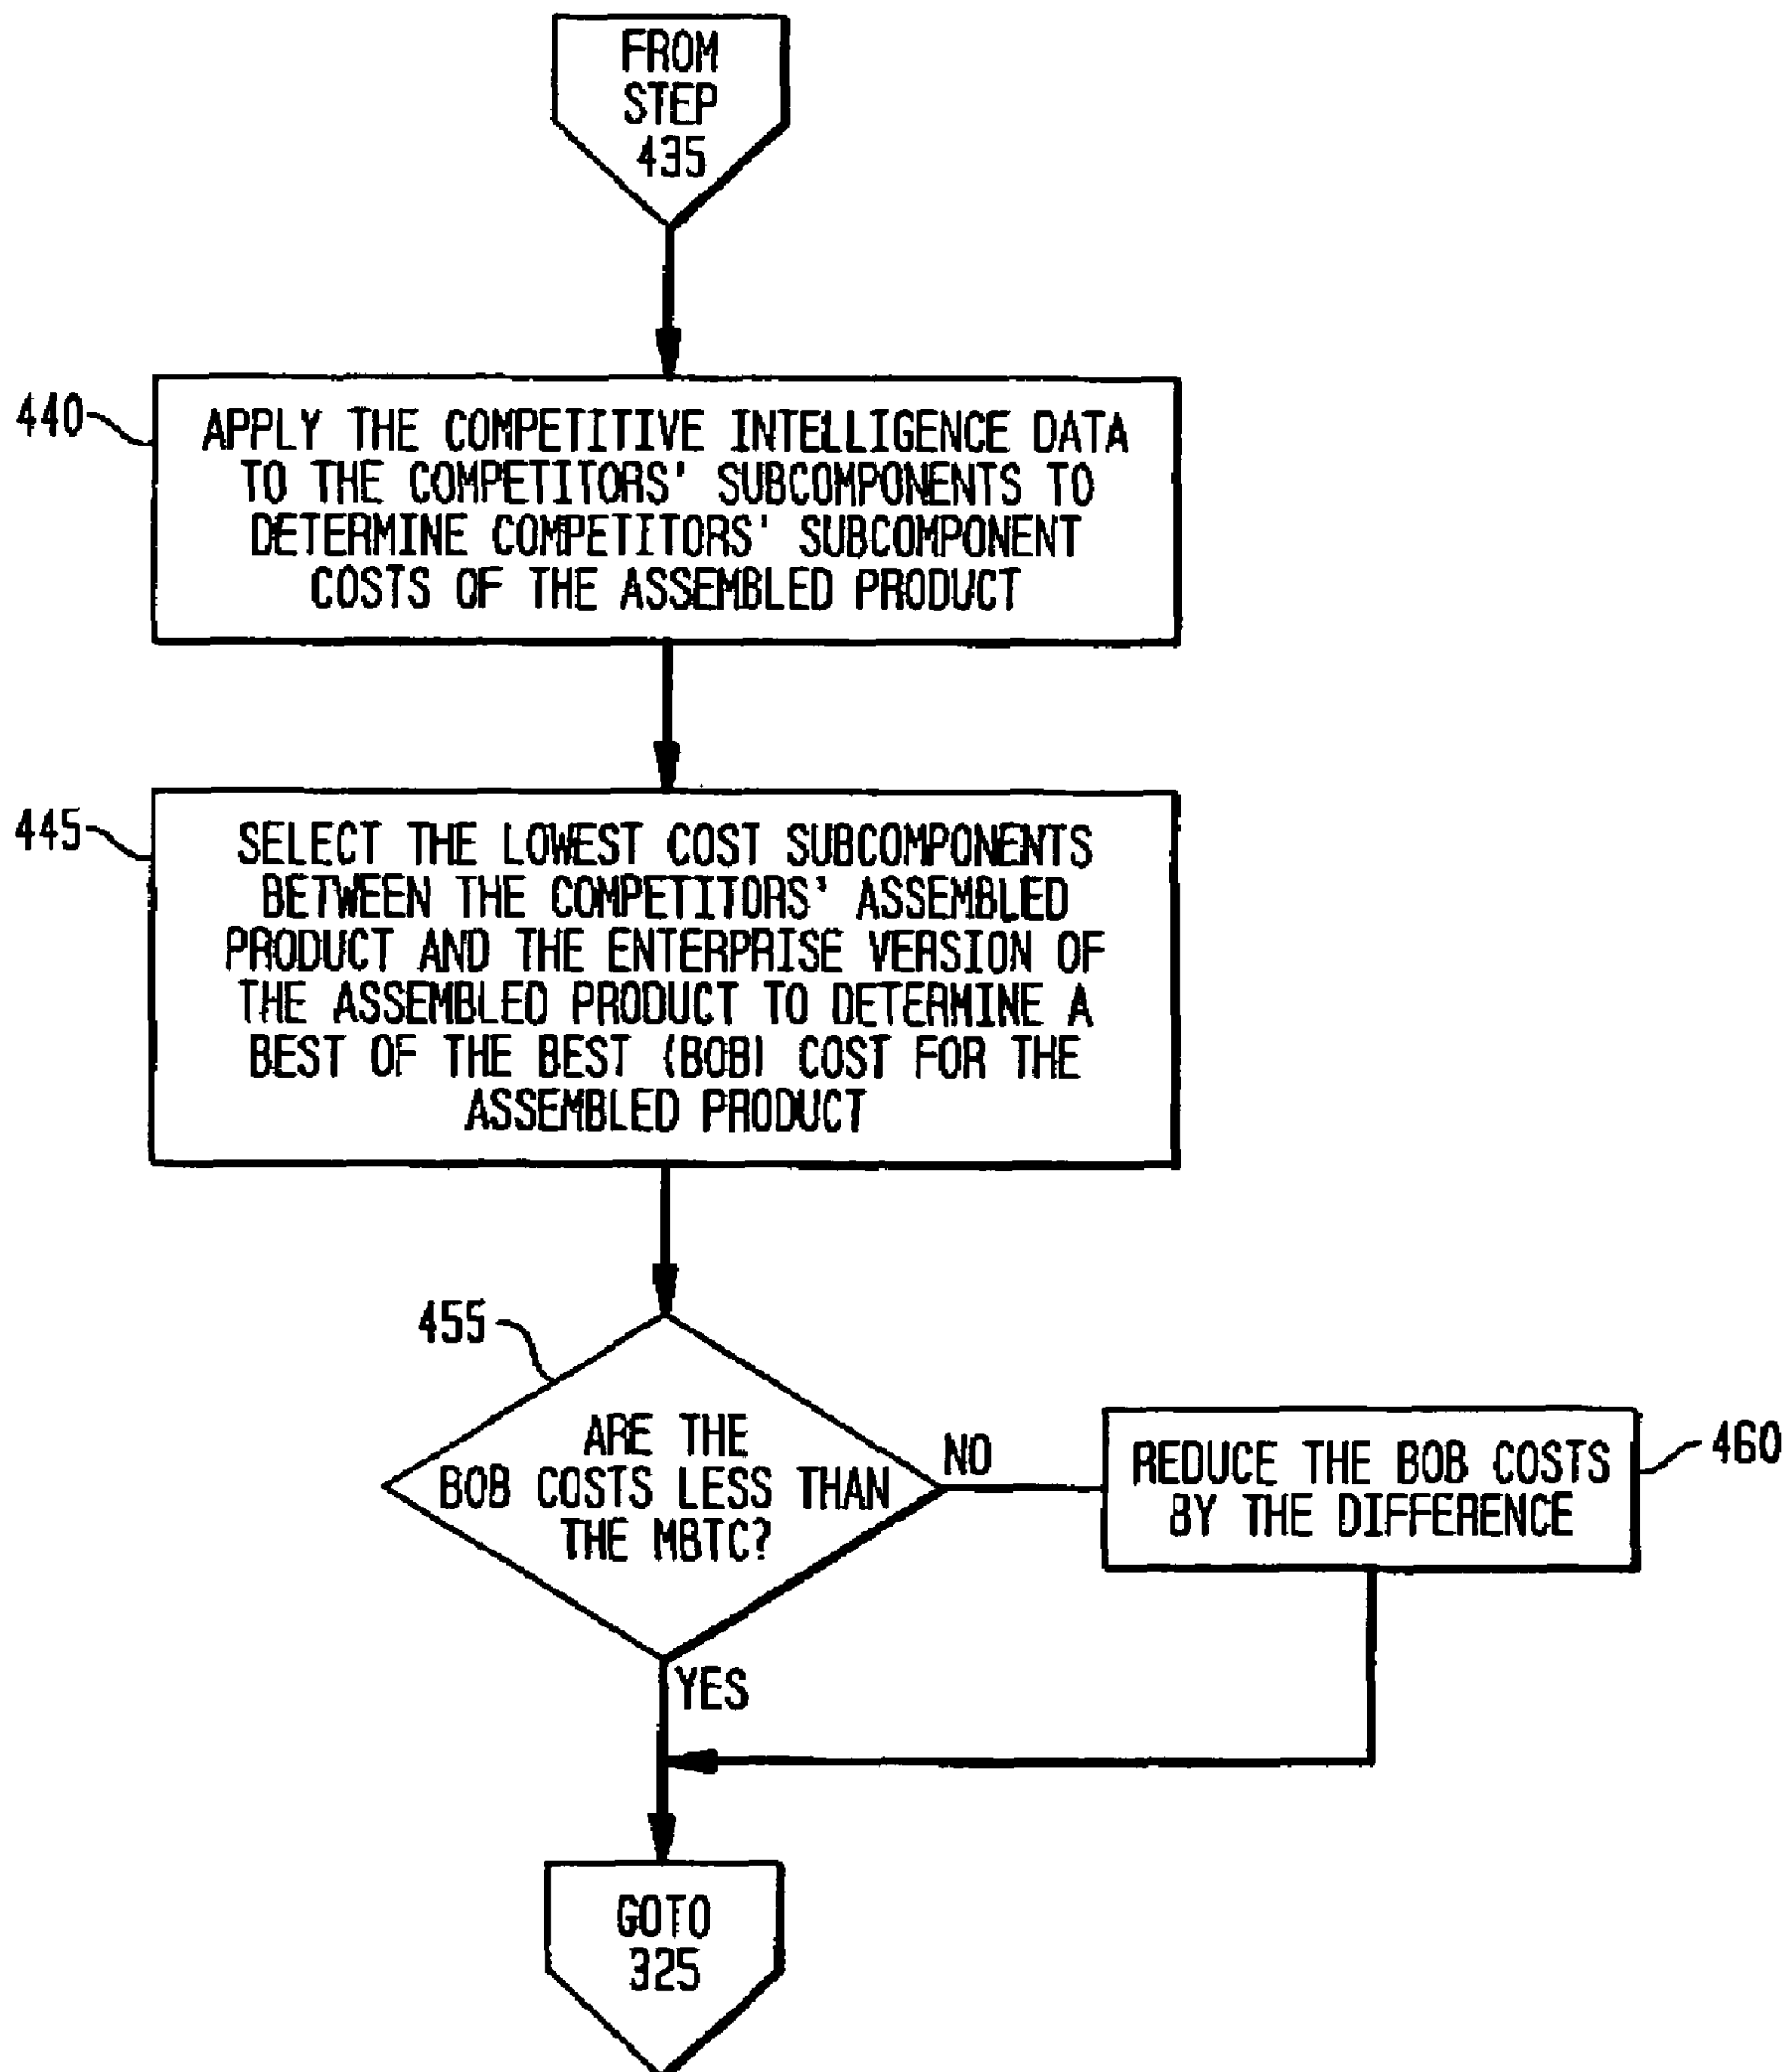 FROM
STEP
435
440
APPLY THE COMPETITIVE INTELLIGENCE DATA
TO THE COMPETITORS' SUBCOMPONENTS TO
DETERMINE COMPETITORS' SUBCOMPONENT
COSTS OF THE ASSEMBLED PRODUCT
445
SELECT THE LOWEST COST SUBCOMPONENTS
BETWEEN THE COMPETITORS' ASSEMBLED
PRODUCT AND THE ENTERPRISE VERSION OF
THE ASSEMBLED PRODUCT TO DETERMINE A
BEST OF THE BEST (BOB) COST FOR THE
ASSEMBLED PRODUCT
455
ARE THE
BOB COSTS LESS THAN
THE MBTC?
NO
REDUCE THE BOB COSTS
BY THE DIFFERENCE
460
YES
GOTO
325